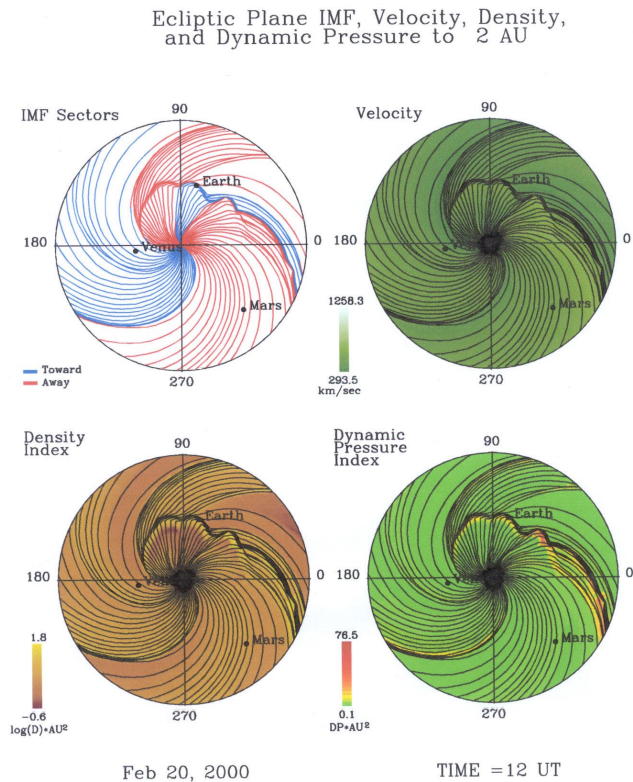 Ecliptic Plane IMF, Velocity, Density,
and Dynamic Pressure to 2 AU
IMF Sectors
90
Earth
180
Venus
0
Mars
270
Toward
Away
Velocity
90
180
0
Mars
1258.3
293.5
km/sec
270
Density
Index
90
Earth
180
0
Mars
1.8
-0.6
log(D)*AU²
270
Dynamic
Pressure
Index
90
Earth
180
0
Mars
76.5
0.1
DP*AU²
270
Feb 20, 2000
TIME =12 UT